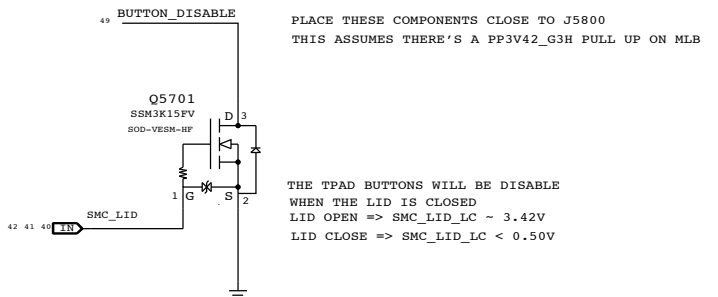 BUTTON_DISABLE
49
PLACE THESE COMPONENTS CLOSE TO J5800
THIS ASSUMES THERE'S A PP3V42_G3H PULL UP ON MLB
Q5701
SSM3K15FV
SOD-VESM-HF
D 3
1 G S 2
SMC_LID
42 41 40 IN
THE TPAD BUTTONS WILL BE DISABLE
WHEN THE LID IS CLOSED
LID OPEN => SMC_LID_LC ~ 3.42V
LID CLOSE => SMC_LID_LC < 0.50V